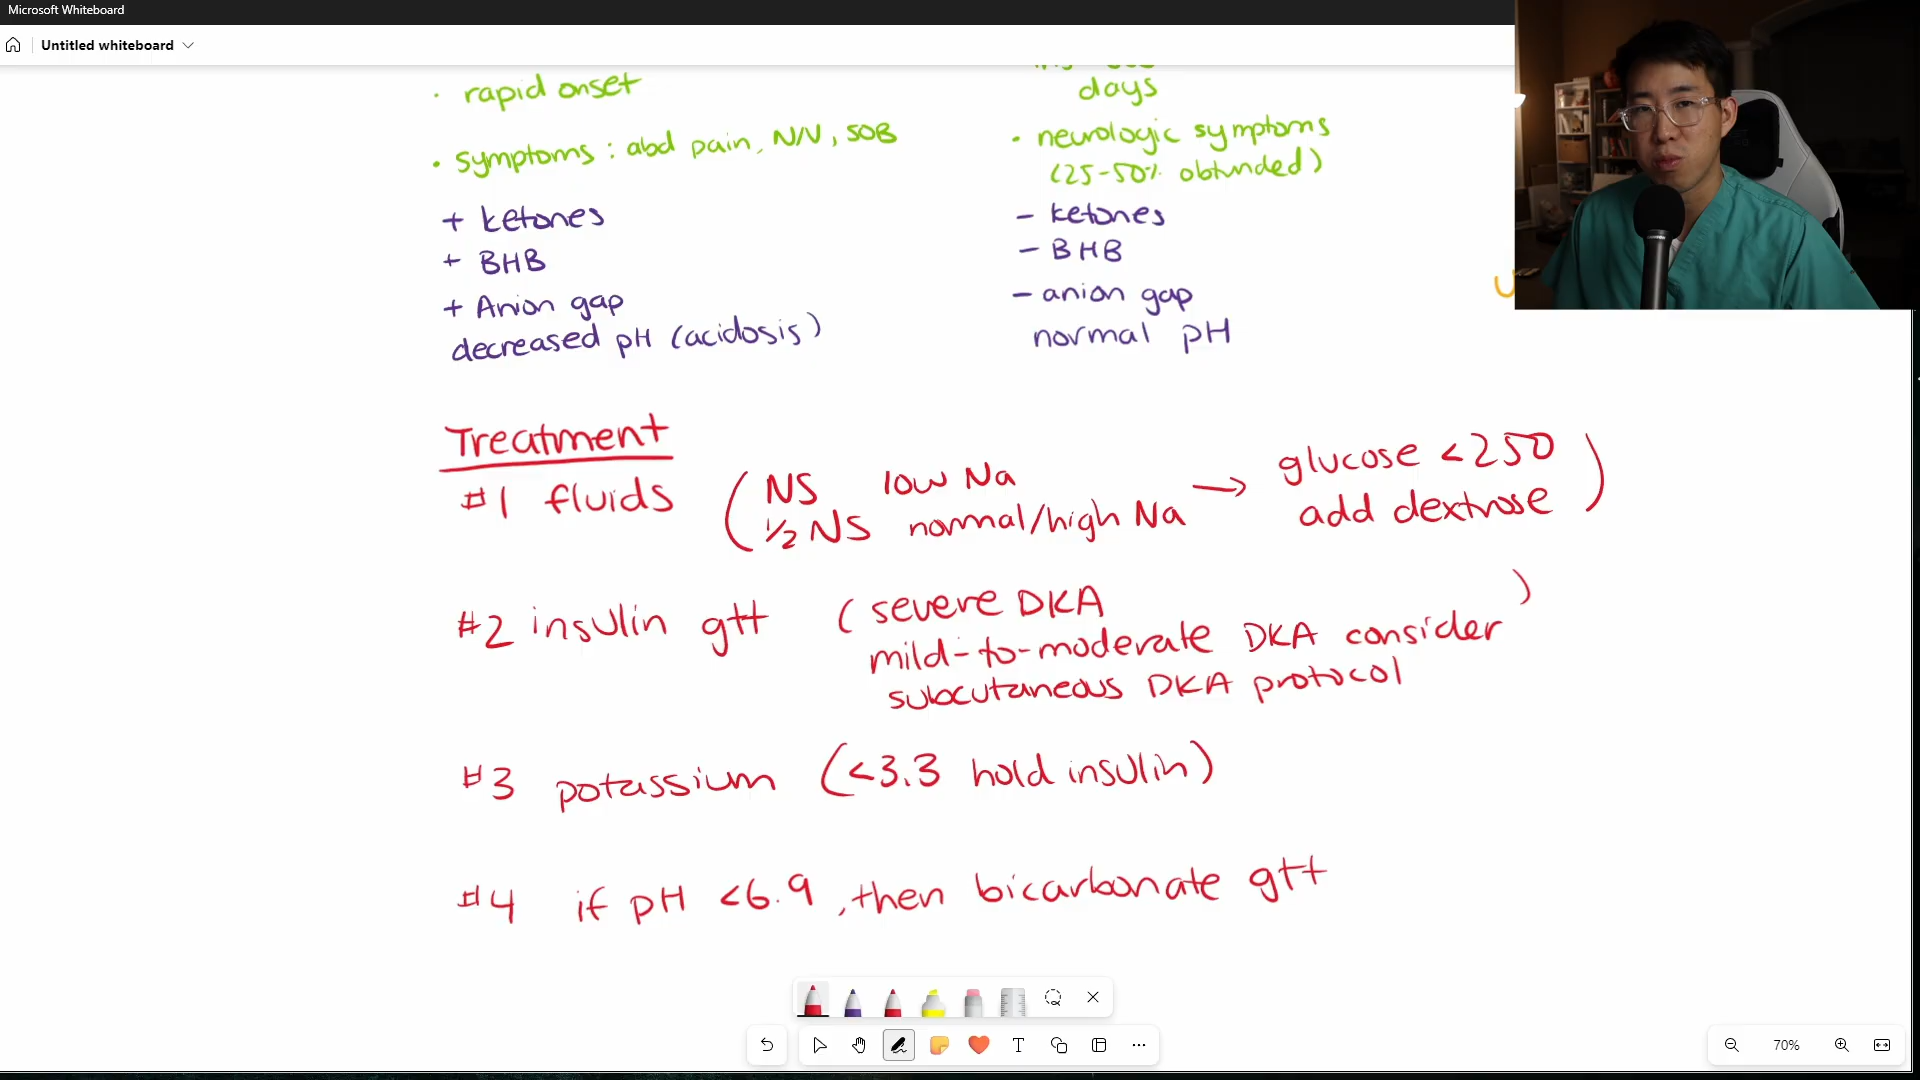 Microsoft Whiteboard
Untitled whiteboard
· rapid onset
· symptoms : abd pain, N/V, SOB
+ ketones
+ BHB
+ Anion gap
decreased pH (acidosis)
days
· neurologic symptoms
(25-50% obtunded)
- ketones
- BHB
- anion gap
normal pH
Treatment
#1 fluids (NS low Na → glucose <250
1/2 NS normal/high Na add dextrose)
#2 insulin gtt (severe DKA
mild-to-moderate DKA consider
subcutaneous DKA protocol)
#3 potassium (<3.3 hold insulin)
#4 if pH <6.9, then bicarbonate gtt
70%